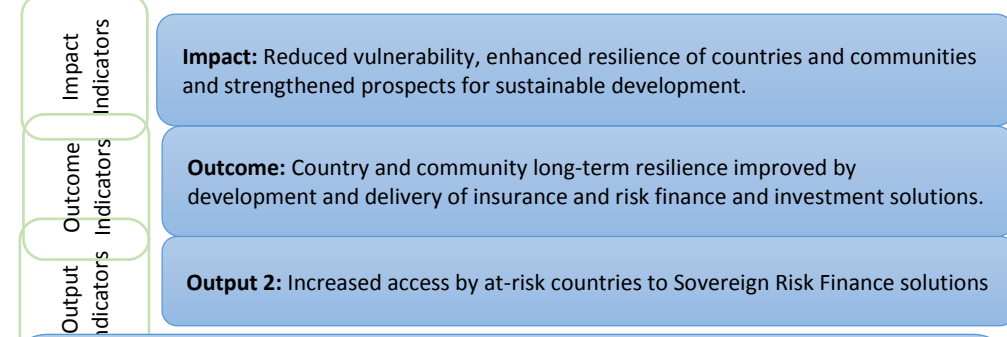 Impact
Indicators
Impact: Reduced vulnerability, enhanced resilience of countries and communities
and strengthened prospects for sustainable development.
Outcome
Indicators
Outcome: Country and community long-term resilience improved by
development and delivery of insurance and risk finance and investment solutions.
Output
ndicators
Output 2: Increased access by at-risk countries to Sovereign Risk Finance solutions